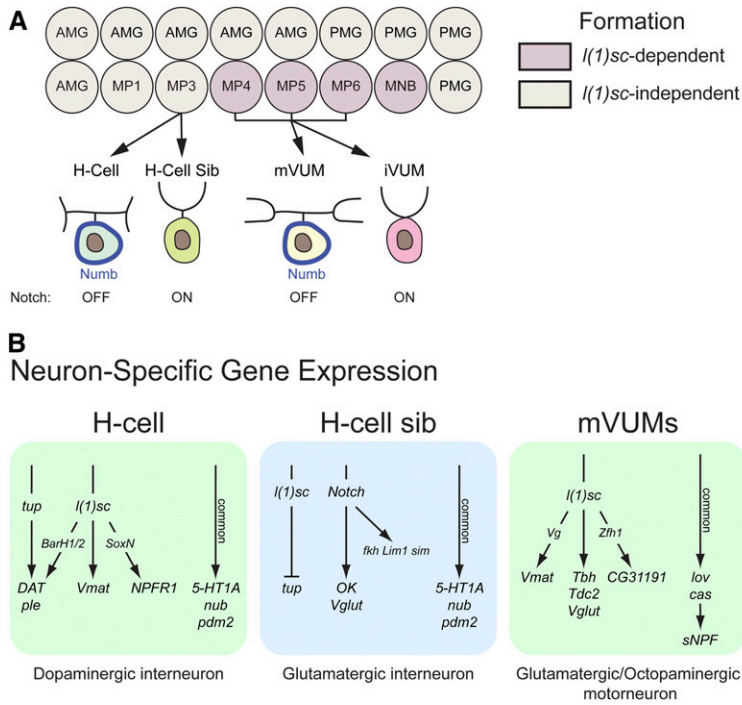 A
AMG AMG AMG AMG AMG PMG PMG PMG
AMG MP1 MP3 MP4 MP5 MP6 MNB PMG
Formation
l(1)sc-dependent
l(1)sc-independent
H-Cell H-Cell Sib mVUM iVUM
Numb Numb
Notch: OFF ON OFF ON
B
Neuron-Specific Gene Expression
H-cell
tup l(1)sc common
BarH1/2 SoxN
DAT Vmat NPFR1 5-HT1A
ple nub
pdm2
Dopaminergic interneuron
H-cell sib
l(1)sc Notch common
fkh Lim1 sim
tup OK 5-HT1A
Vglut nub
pdm2
Glutamatergic interneuron
mVUMs
l(1)sc common
Vg Zfh1
Vmat Tbh CG31191 lov
Tdc2 cas
Vglut
sNPF
Glutamatergic/Octopaminergic
motorneuron